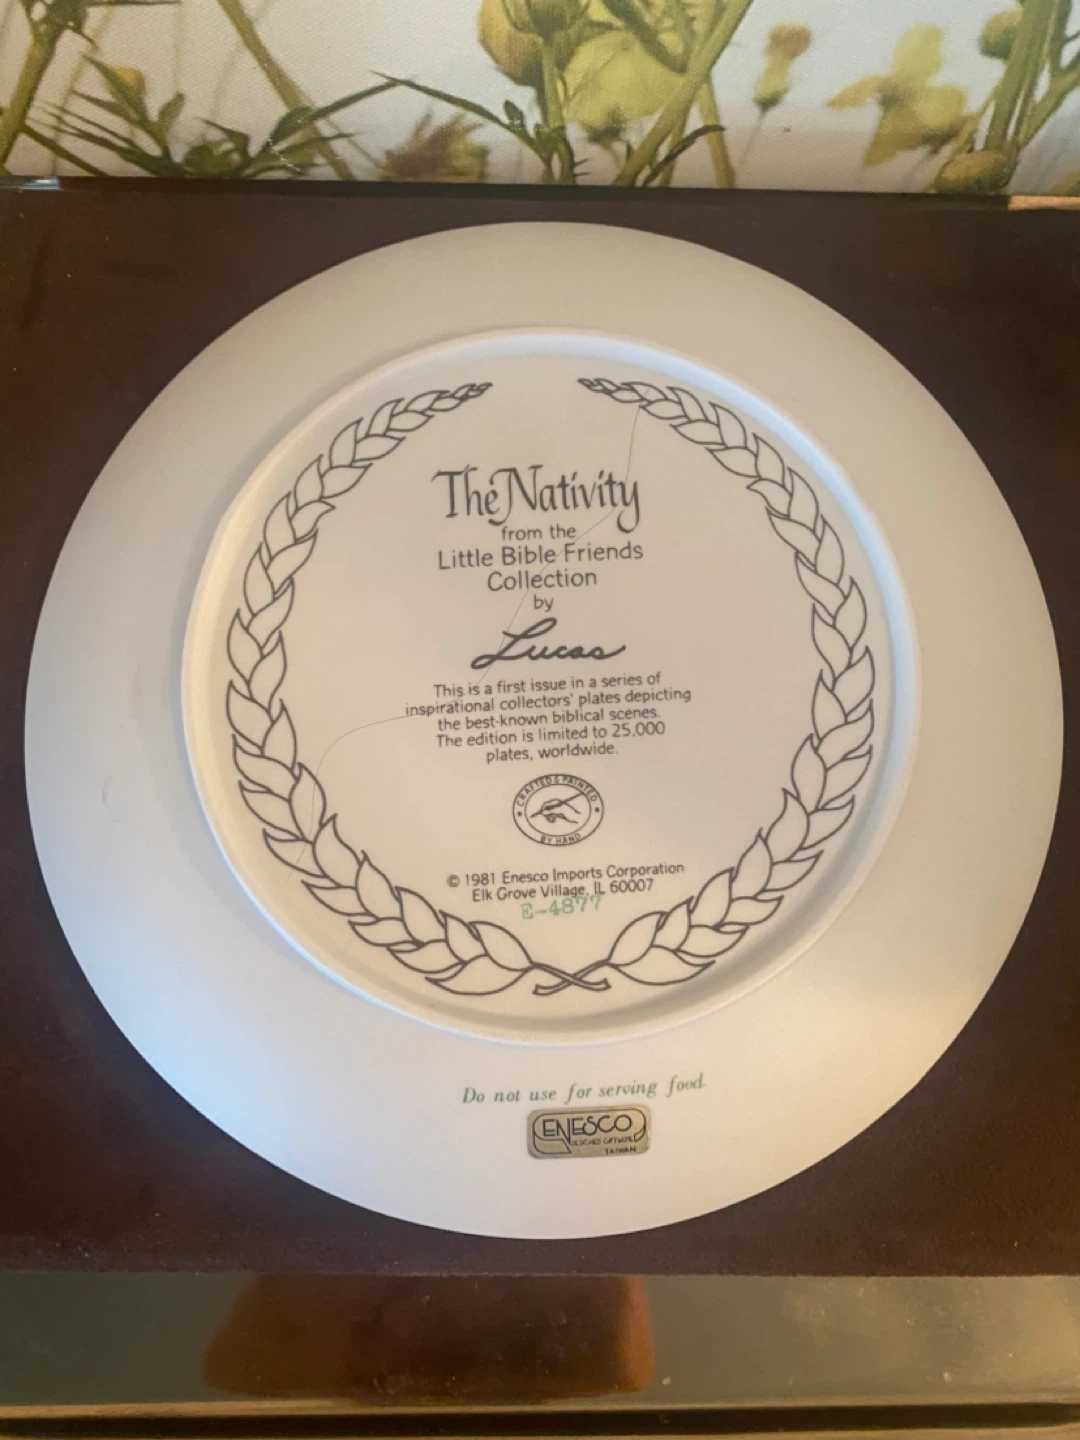 The Nativity
from the
Little Bible Friends
Collection
by
Lucas
This is a first issue in a series of
inspirational collectors' plates depicting
the best-known biblical scenes.
The edition is limited to 25,000
plates, worldwide.
CRAFTED & PAINTED
BY HAND
© 1981 Enesco Imports Corporation
Elk Grove Village, IL 60007
E-4877
Do not use for serving food
ENESCO
DESIGNED GIFTWARE
TAIWAN